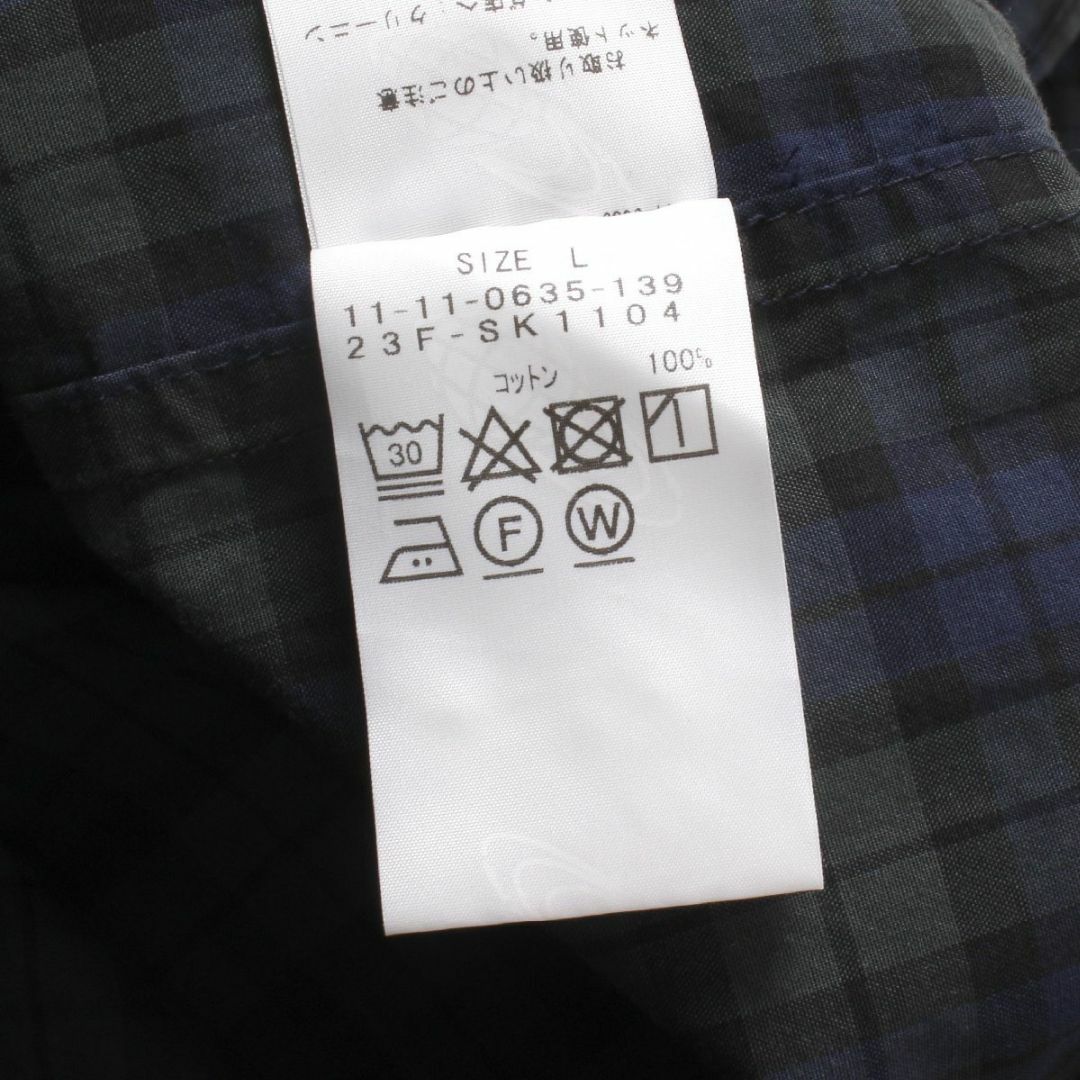 お取り扱い上のご注意
ネット使用。
SIZE L
11-11-0635-139
23F-SK1104
コットン 100%
30
F W